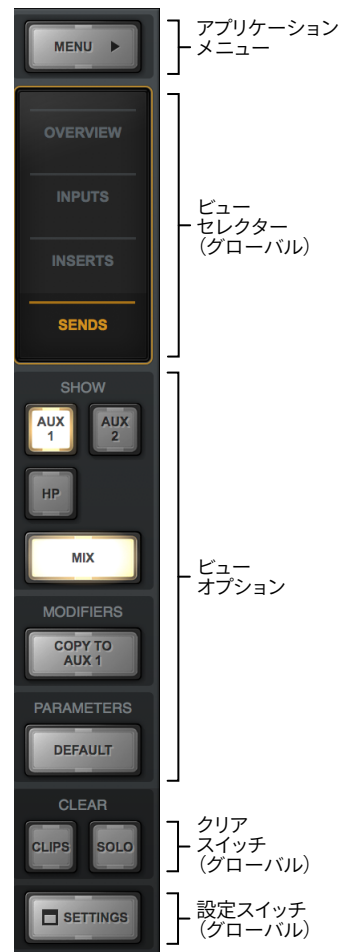 MENU
アプリケーション
メニュー
OVERVIEW
INPUTS
INSERTS
SENDS
ビュー
セレクター
（グローバル）
SHOW
AUX
1
AUX
2
HP
MIX
MODIFIERS
COPY TO
AUX 1
PARAMETERS
DEFAULT
ビュー
オプション
CLEAR
CLIPS
SOLO
クリア
スイッチ
（グローバル）
SETTINGS
設定スイッチ
（グローバル）